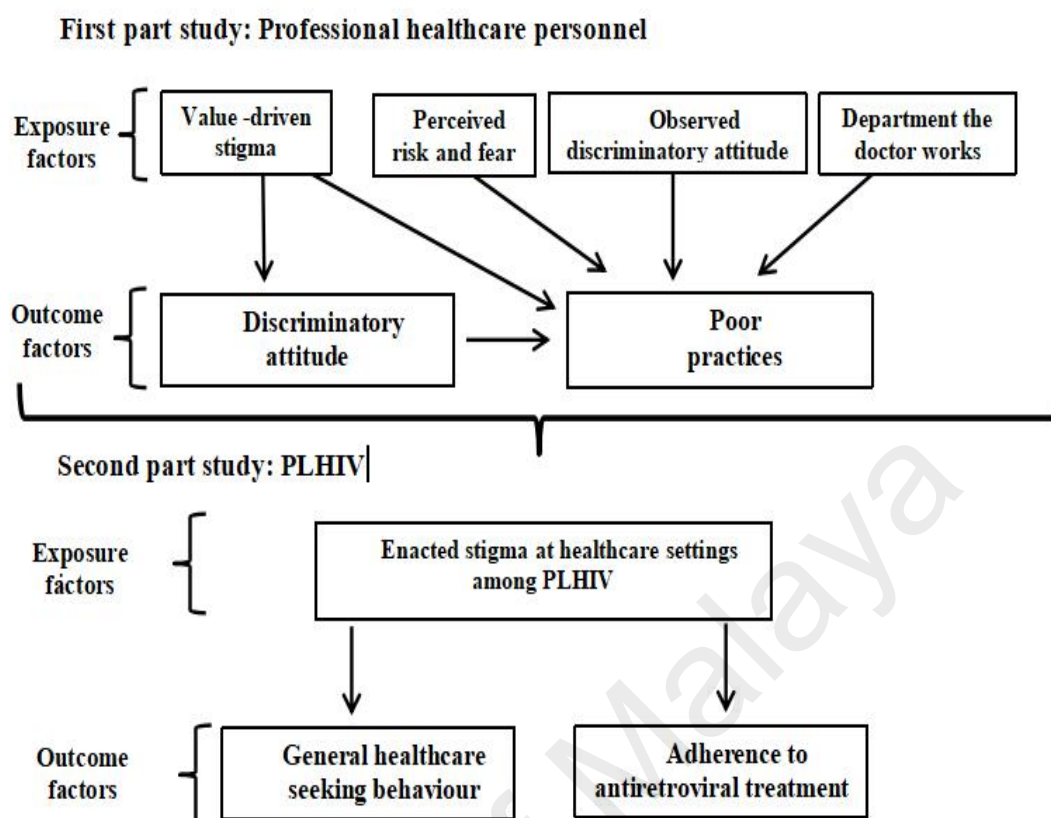 First part study: Professional healthcare personnel
Exposure
factors
Value -driven
stigma
Perceived
risk and fear
Observed
discriminatory attitude
Department the
doctor works
Outcome
factors
Discriminatory
attitude
Poor
practices
Second part study: PLHIV
Exposure
factors
Enacted stigma at healthcare settings
among PLHIV
Outcome
factors
General healthcare
seeking behaviour
Adherence to
antiretroviral treatment
Malaya